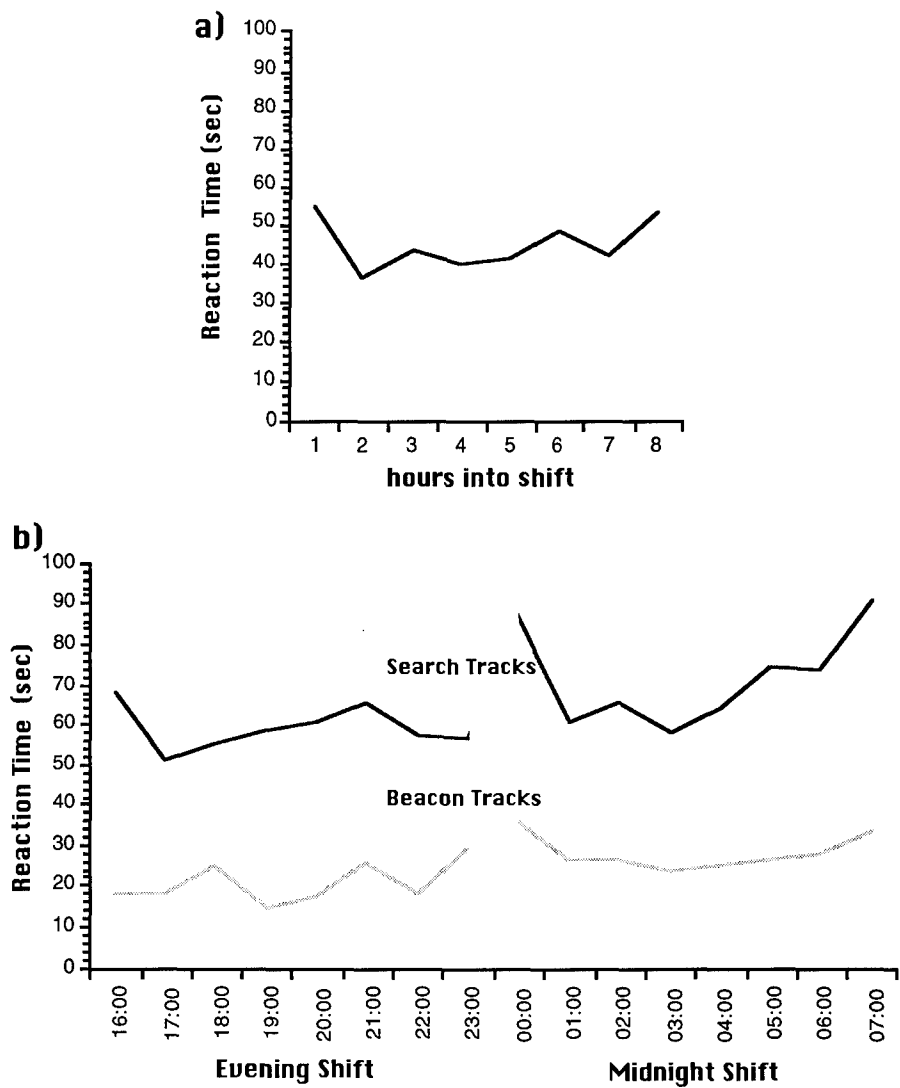 a)
100
90
80
70
60
50
40
30
20
10
0
Reaction Time (sec)
1 2 3 4 5 6 7 8
hours into shift
b)
100
90
80
70
60
50
40
30
20
10
0
Reaction Time (sec)
Search Tracks
Beacon Tracks
16:00 17:00 18:00 19:00 20:00 21:00 22:00 23:00 00:00 01:00 02:00 03:00 04:00 05:00 06:00 07:00
Evening Shift Midnight Shift